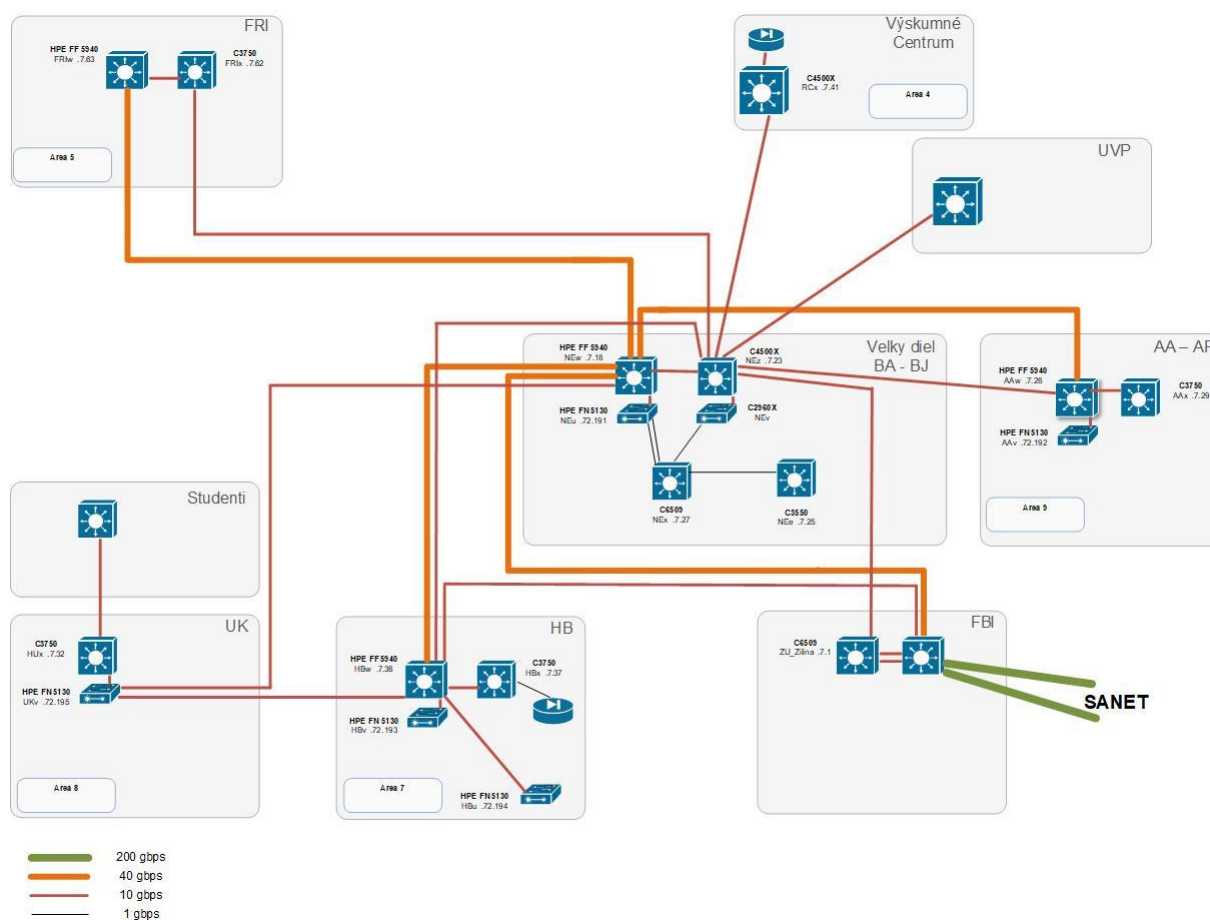 FRI
HPE FF 5940
FRIw .7.63
C3750
FRIx .7.62
Area 5
Výskumné
Centrum
C4500X
RCx .7.41
Area 4
UVP
Velky diel
BA - BJ
HPE FF 5940
NEw .7.18
C4500X
NEz .7.23
HPE FN5130
NEu .72.191
C2960X
NEv
C6509
NEx .7.27
C3550
NEe .7.25
AA – AF
HPE FF 5940
AAw .7.28
C3750
AAx .7.29
HPE FN5130
AAv .72.192
Area 9
Studenti
UK
C3750
HUx .7.32
HPE FN5130
UKv .72.195
Area 8
HB
HPE FF5940
HBw .7.38
C3750
HBx .7.37
HPE FN5130
HBv .72.193
Area 7
HPE FN5130
HBu .72.194
FBI
C6509
ZU_Zilina .7.1
SANET
200 gbps
40 gbps
10 gbps
1 gbps